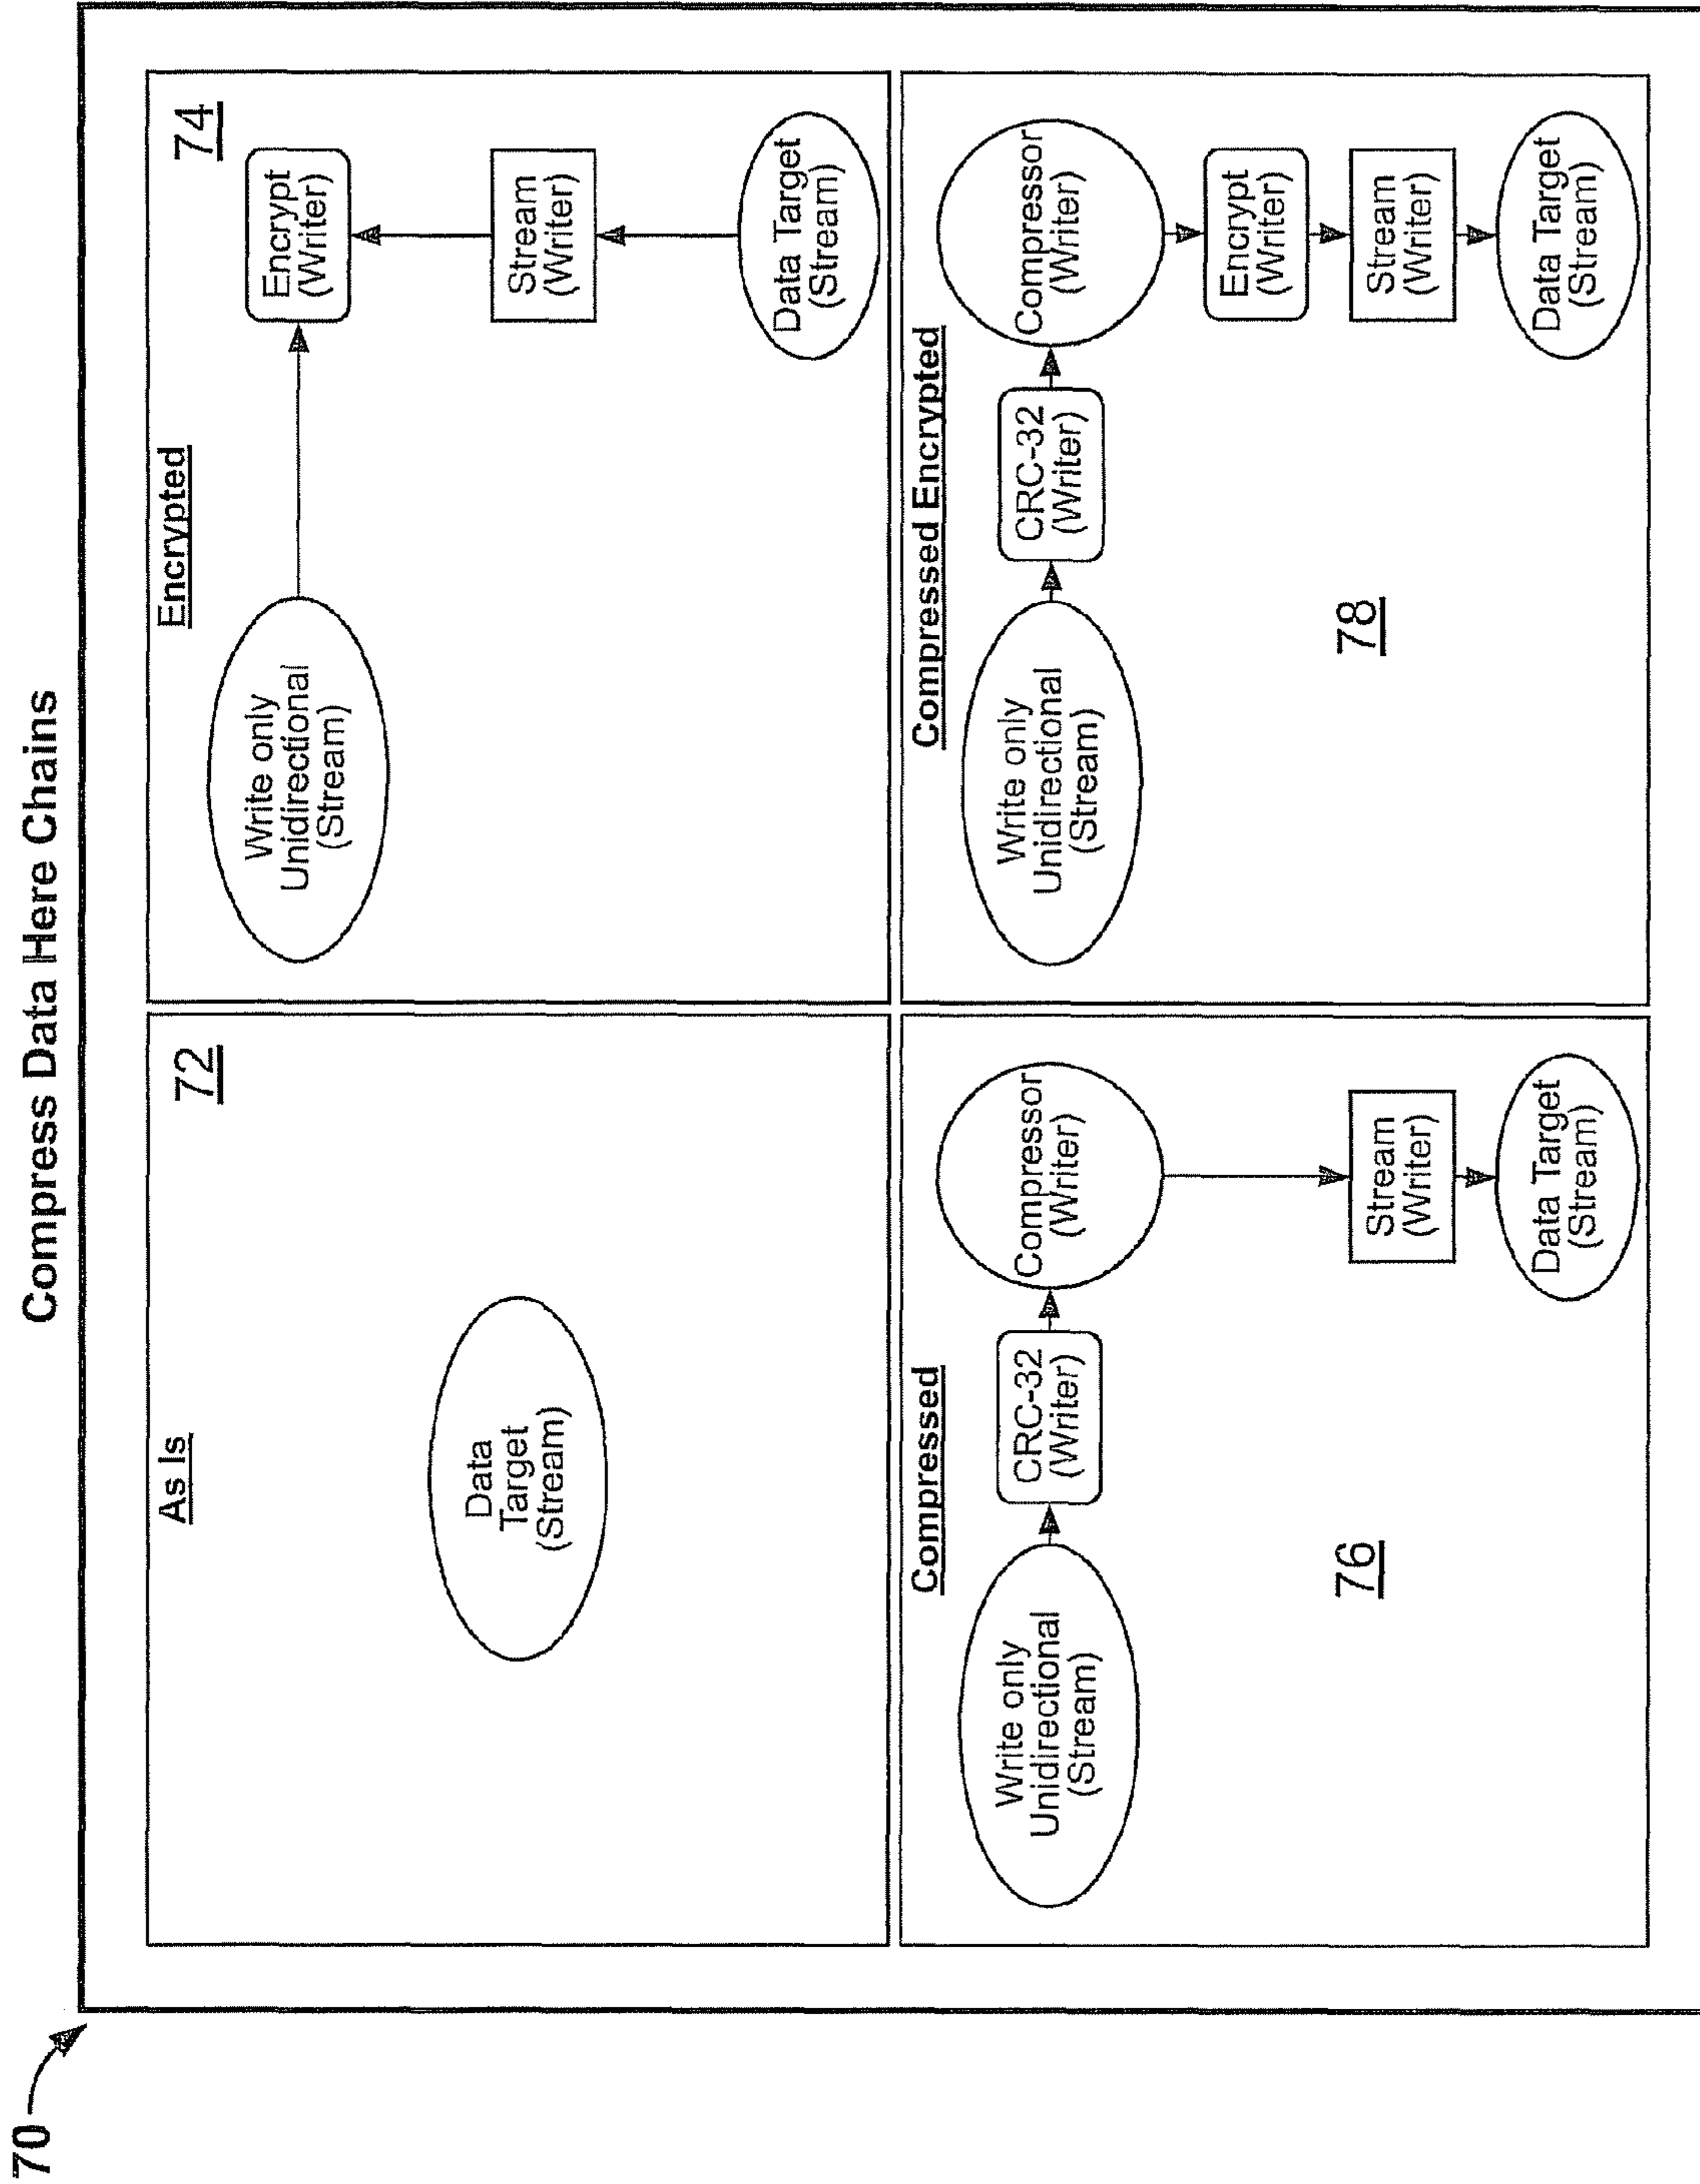 Compress Data Here Chains
70
As Is
72
Data
Target
(Stream)
Encrypted
74
Write only
Unidirectional
(Stream)
Encrypt
(Writer)
Stream
(Writer)
Data Target
(Stream)
Compressed
Write only
Unidirectional
(Stream)
CRC-32
(Writer)
Compressor
(Writer)
Stream
(Writer)
Data Target
(Stream)
76
Compressed Encrypted
Write only
Unidirectional
(Stream)
CRC-32
(Writer)
Compressor
(Writer)
Encrypt
(Writer)
Stream
(Writer)
Data Target
(Stream)
78